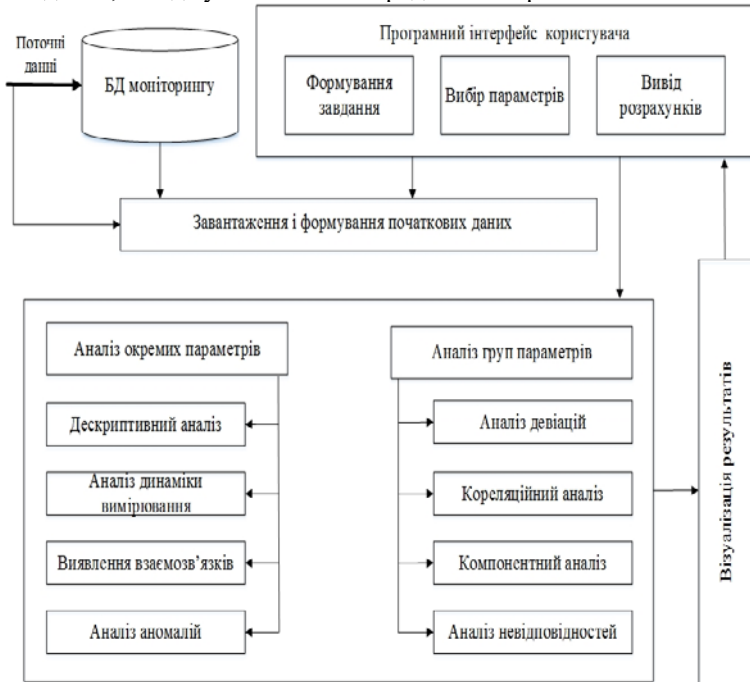 Програмний інтерфейс користувача
Поточні
данні
БД моніторингу
Формування
завдання
Вибір параметрів
Вивід
розрахунків
Завантаження і формування початкових даних
Аналіз окремих параметрів
Дескриптивний аналіз
Аналіз динаміки
вимірювання
Виявлення взаємозв’язків
Аналіз аномалій
Аналіз груп параметрів
Аналіз девіацій
Кореляційний аналіз
Компонентний аналіз
Аналіз невідповідностей
Візуалізація результатів